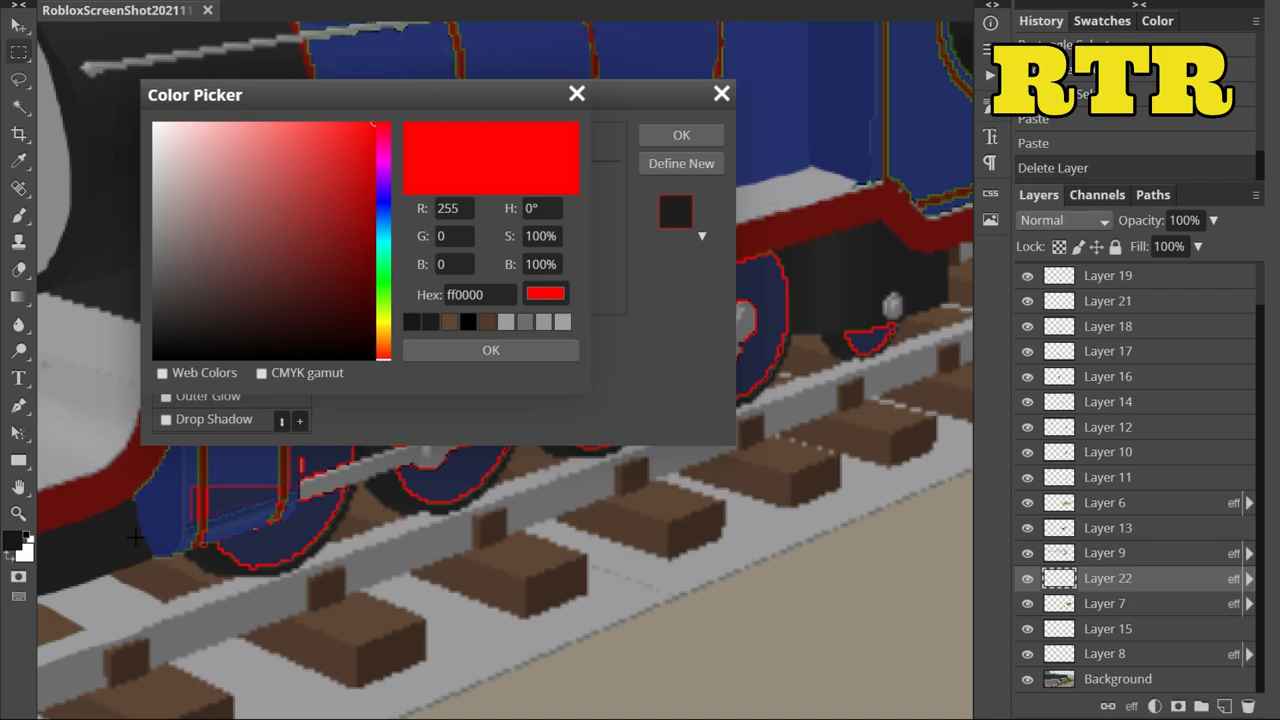 RobloxScreenShot202111 ×
History Swatches Color
RTR
Paste
Paste
Delete Layer
Color Picker
OK
Define New
R: 255 H: 0°
G: 0 S: 100%
B: 0 B: 100%
Hex: ff0000
OK
Web Colors CMYK gamut
Outer Glow
Drop Shadow
CSS
Layers Channels Paths
Normal Opacity: 100%
Lock: Fill: 100%
Layer 19
Layer 21
Layer 18
Layer 17
Layer 16
Layer 14
Layer 12
Layer 10
Layer 11
Layer 6 eff
Layer 13
Layer 9 eff
Layer 22 eff
Layer 7 eff
Layer 15
Layer 8 eff
Background
eff